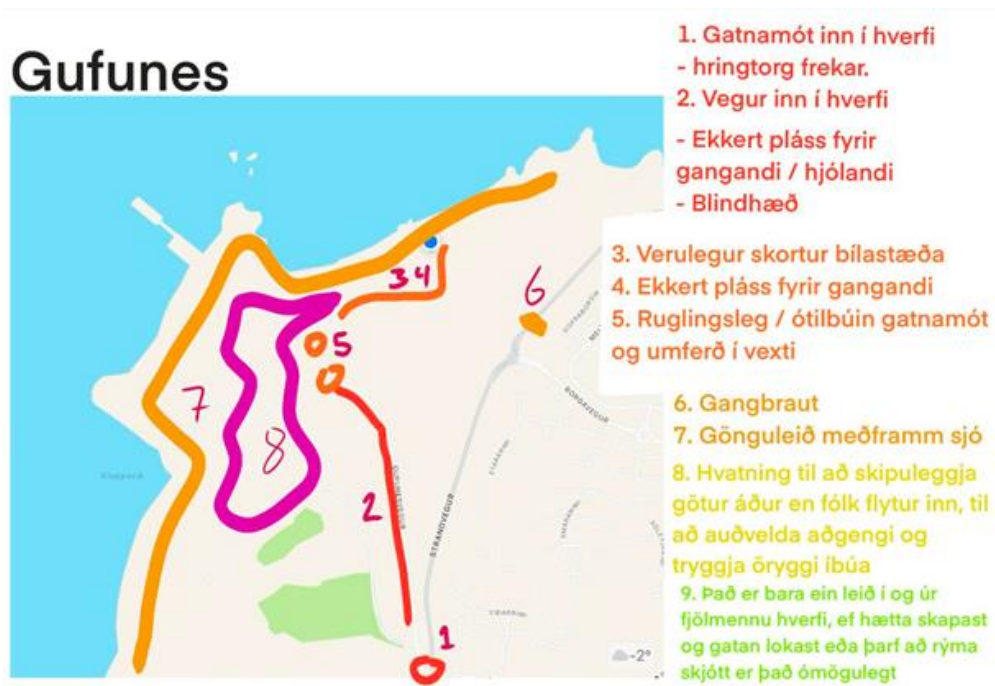 Gufunes
1. Gatnamót inn í hverfi
- hringtorg frekar.
2. Vegur inn í hverfi
- Ekkert pláss fyrir
gangandi / hjólandi
- Blindhæð
3. Verulegur skortur bílastæða
4. Ekkert pláss fyrir gangandi
5. Ruglingsleg / ótilbúin gatnamót
og umferð í vexti
6. Gangbraut
7. Gönguleið meðframm sjó
8. Hvatning til að skipuleggja
götur áður en fólk flytur inn, til
að auðvelda aðgengi og
tryggja öryggi íbúa
9. Það er bara ein leið í og úr
fjölmennu hverfi, ef hætta skapast
og gatan lokast eða þarf að rýma
skjótt er það ómögulegt
3 4
6
5
7
8
2
STRANDVEGUR
BORGAVEGUR
1
-2°